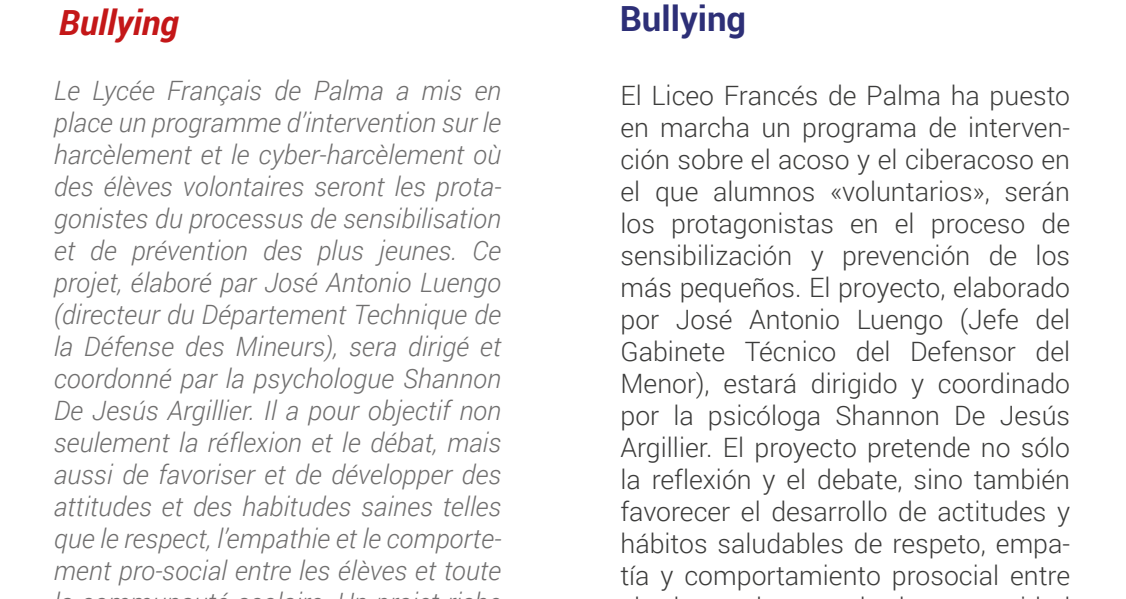 Bullying
Le Lycée Français de Palma a mis en
place un programme d'intervention sur le
harcèlement et le cyber-harcèlement où
des élèves volontaires seront les prota-
gonistes du processus de sensibilisation
et de prévention des plus jeunes. Ce
projet, élaboré par José Antonio Luengo
(directeur du Département Technique de
la Défense des Mineurs), sera dirigé et
coordonné par la psychologue Shannon
De Jesús Argillier. Il a pour objectif non
seulement la réflexion et le débat, mais
aussi de favoriser et de développer des
attitudes et des habitudes saines telles
que le respect, l'empathie et le comporte-
ment pro-social entre les élèves et toute
la communauté scolaire. Un projet riche
Bullying
El Liceo Francés de Palma ha puesto
en marcha un programa de interven-
ción sobre el acoso y el ciberacoso en
el que alumnos «voluntarios», serán
los protagonistas en el proceso de
sensibilización y prevención de los
más pequeños. El proyecto, elaborado
por José Antonio Luengo (Jefe del
Gabinete Técnico del Defensor del
Menor), estará dirigido y coordinado
por la psicóloga Shannon De Jesús
Argillier. El proyecto pretende no sólo
la reflexión y el debate, sino también
favorecer el desarrollo de actitudes y
hábitos saludables de respeto, empa-
tía y comportamiento prosocial entre